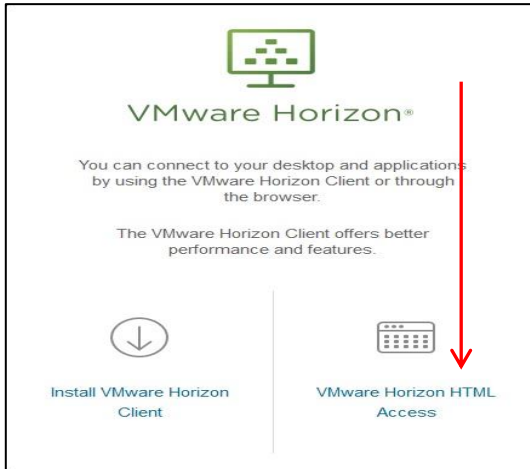 VMware Horizon®
You can connect to your desktop and applications
by using the VMware Horizon Client or through
the browser.
The VMware Horizon Client offers better
performance and features.
Install VMware Horizon
Client
VMware Horizon HTML
Access